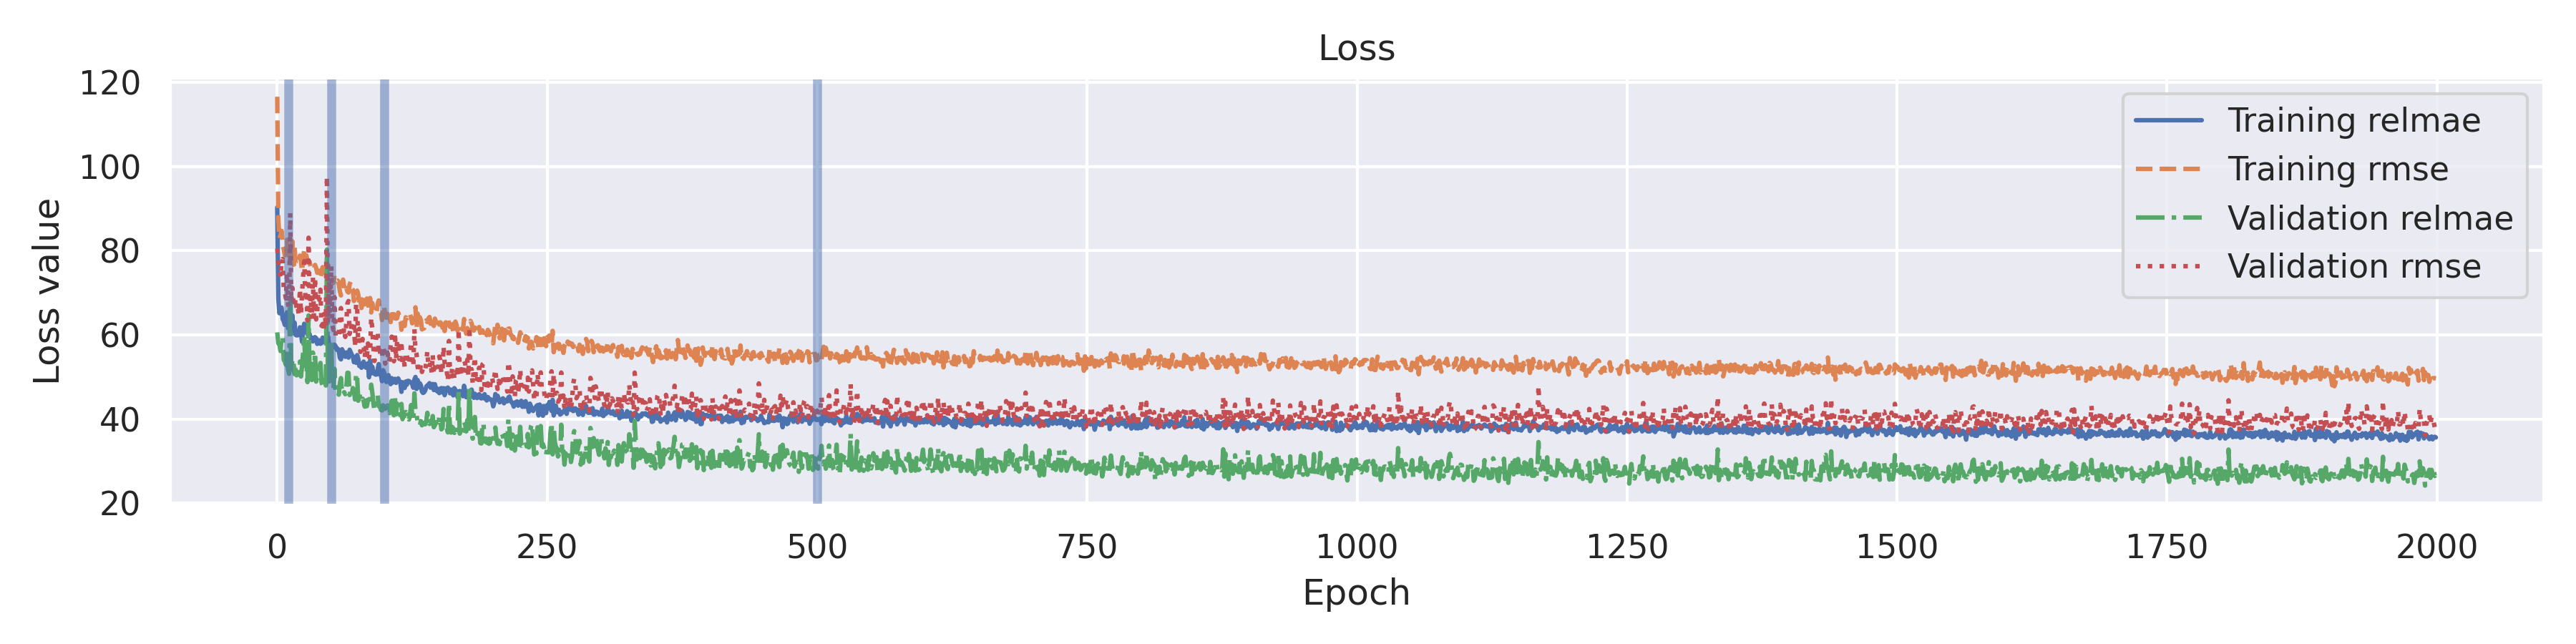 Loss
120
100
80
60
40
20
Loss value
0 250 500 750 1000 1250 1500 1750 2000
Epoch
Training relmae
Training rmse
Validation relmae
Validation rmse